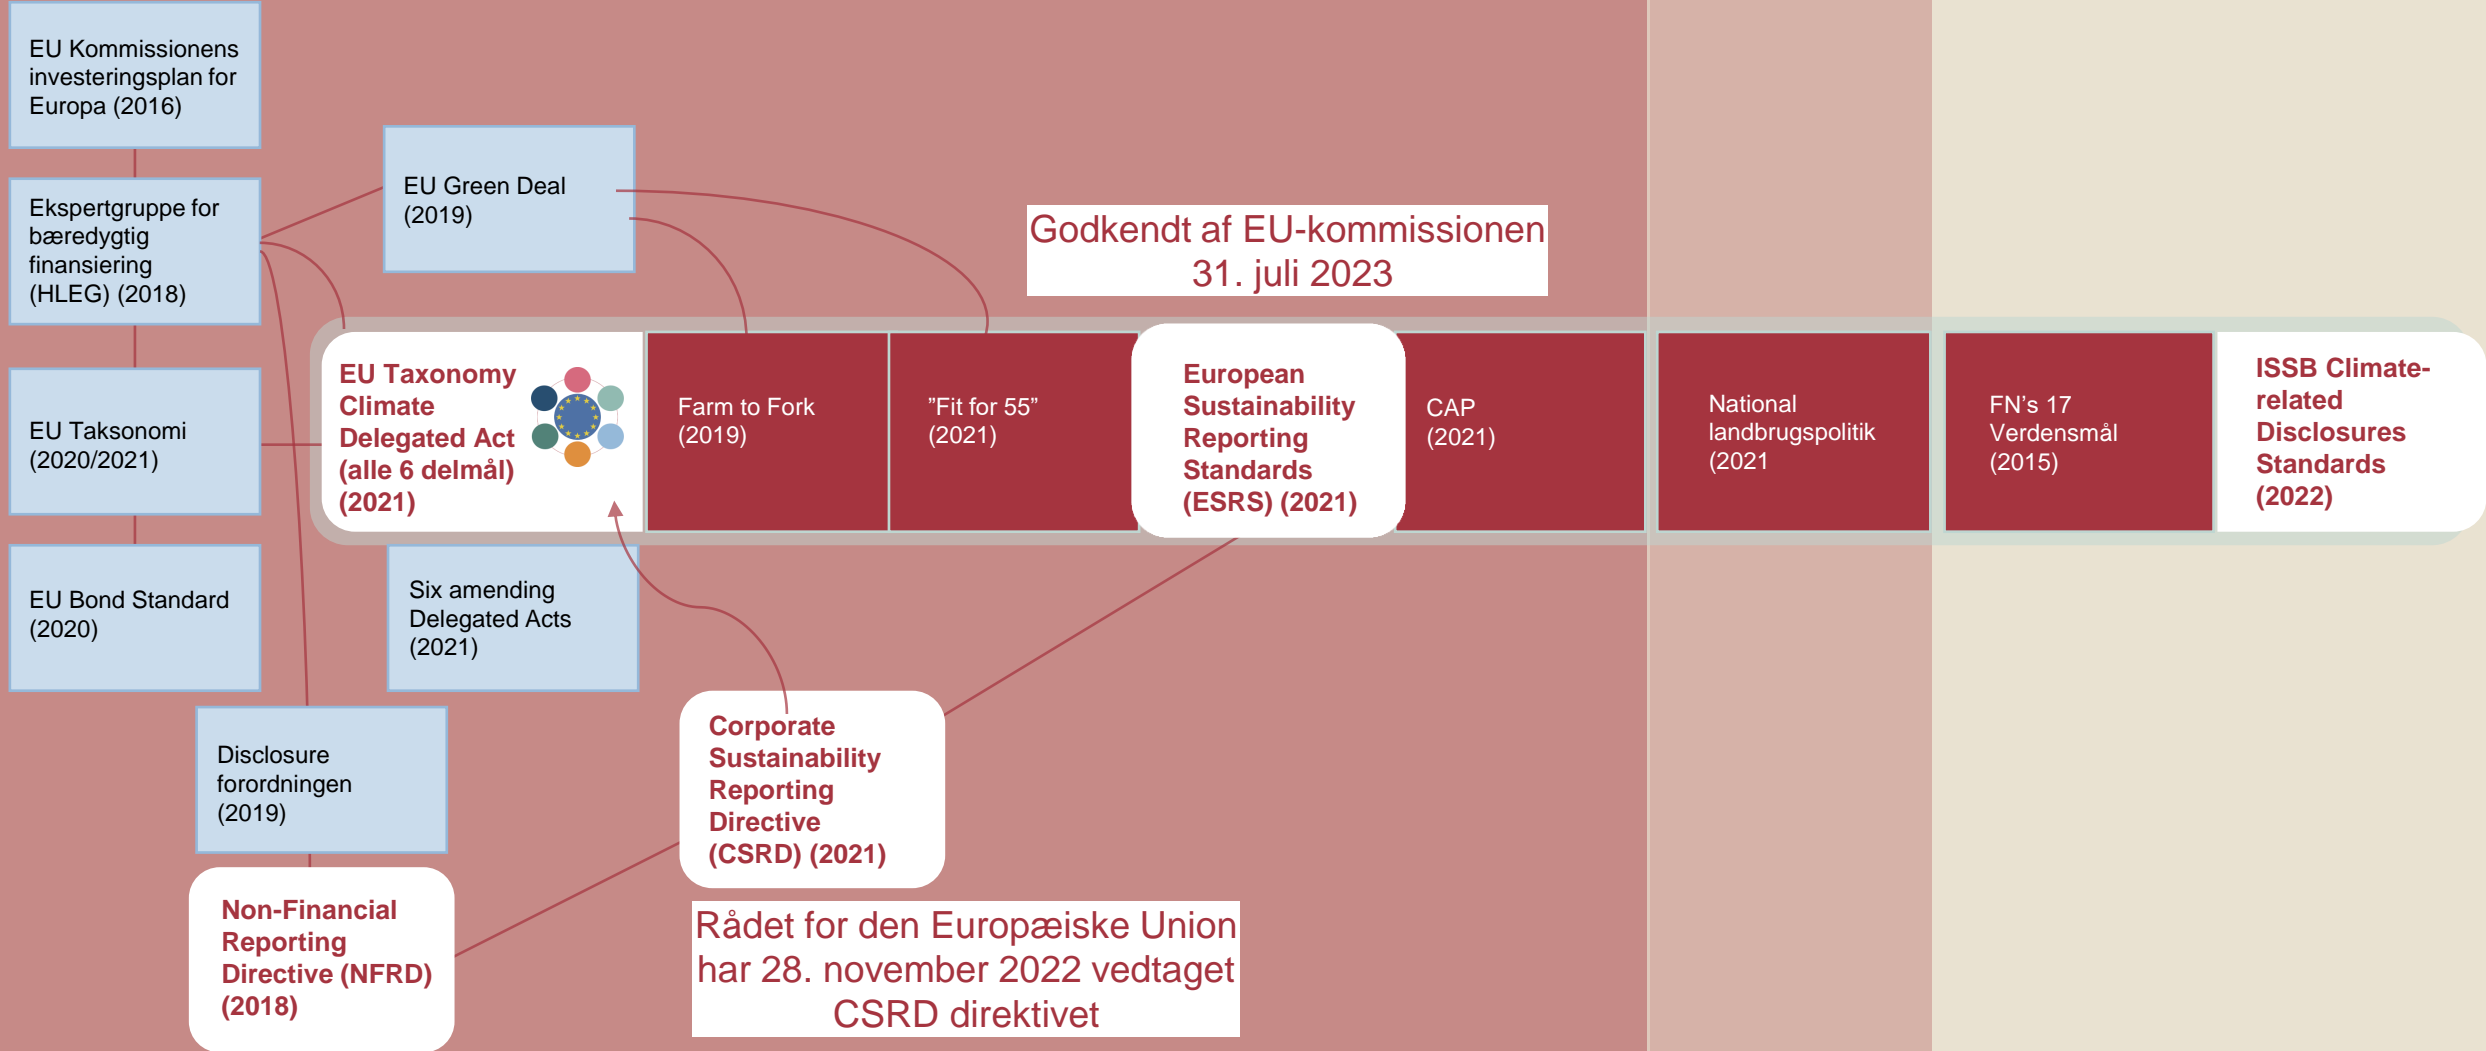 EU Kommissionens
investeringsplan for
Europa (2016)
Ekspertgruppe for
bæredygtig
finansiering
(HLEG) (2018)
EU Taksonomi
(2020/2021)
EU Bond Standard
(2020)
EU Green Deal
(2019)
Godkendt af EU-kommissionen
31. juli 2023
EU Taxonomy
Climate
Delegated Act
(alle 6 delmål)
(2021)
Farm to Fork
(2019)
”Fit for 55”
(2021)
European
Sustainability
Reporting
Standards
(ESRS) (2021)
CAP
(2021)
National
landbrugspolitik
(2021
FN's 17
Verdensmål
(2015)
ISSB Climate-
related
Disclosures
Standards
(2022)
Six amending
Delegated Acts
(2021)
Disclosure
forordningen
(2019)
Corporate
Sustainability
Reporting
Directive
(CSRD) (2021)
Non-Financial
Reporting
Directive (NFRD)
(2018)
Rådet for den Europæiske Union
har 28. november 2022 vedtaget
CSRD direktivet